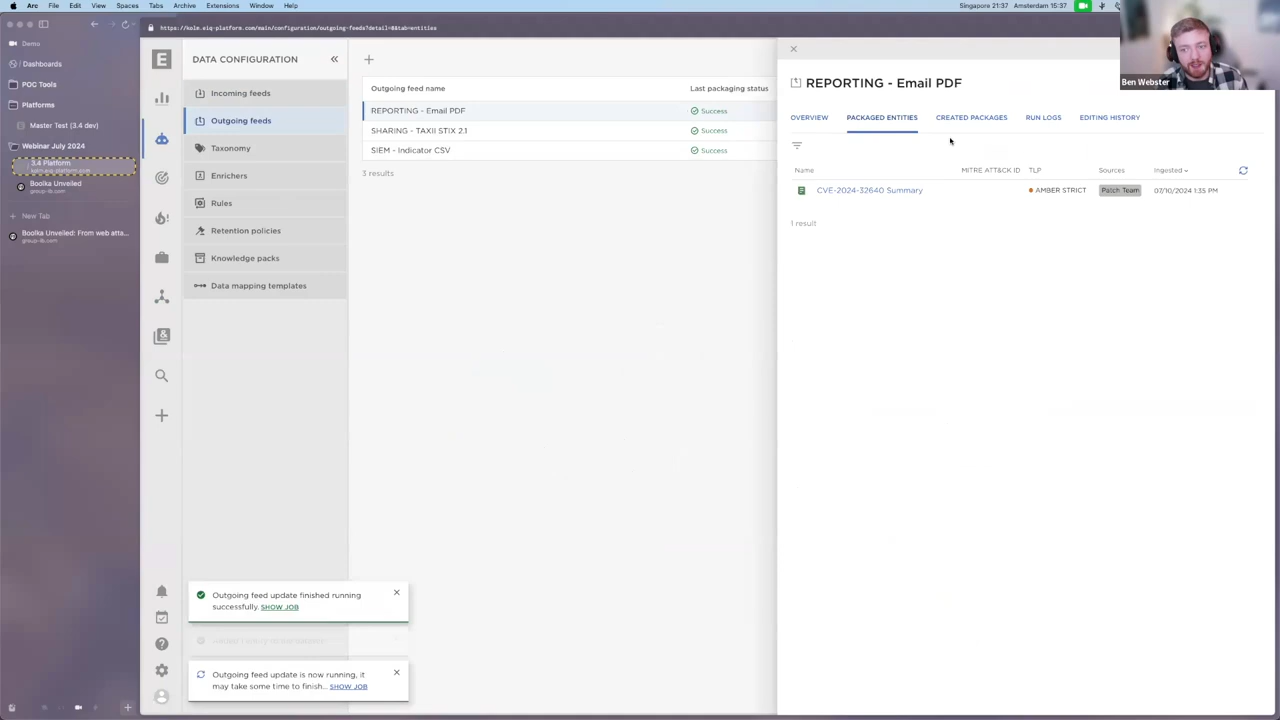 Arc File Edit View Spaces Tabs Archive Extensions Window Help
Singapore 21:37 Amsterdam 15:37
https://kolm.eiq-platform.com/main/configuration/outgoing-feeds?detail=8&tab=entities
Demo
/ Dashboards
POC Tools
Platforms
Master Test (3.4 dev)
Webinar July 2024
3.4 Platform
Boolka Unveiled
group-ib.com
New Tab
Boolka Unveiled: From web atta...
group-ib.com
E
DATA CONFIGURATION
Incoming feeds
Outgoing feeds
Taxonomy
Enrichers
Rules
Retention policies
Knowledge packs
Data mapping templates
Outgoing feed name Last packaging status
REPORTING - Email PDF Success
SHARING - TAXII STIX 2.1 Success
SIEM - Indicator CSV Success
3 results
REPORTING - Email PDF
OVERVIEW PACKAGED ENTITIES CREATED PACKAGES RUN LOGS EDITING HISTORY
Name MITRE ATT&CK ID TLP Sources Ingested
CVE-2024-32640 Summary AMBER STRICT Patch Team 07/10/2024 1:35 PM
1 result
Ben Webster
Outgoing feed update finished running
successfully. SHOW JOB
Outgoing feed update is now running, it
may take some time to finish... SHOW JOB